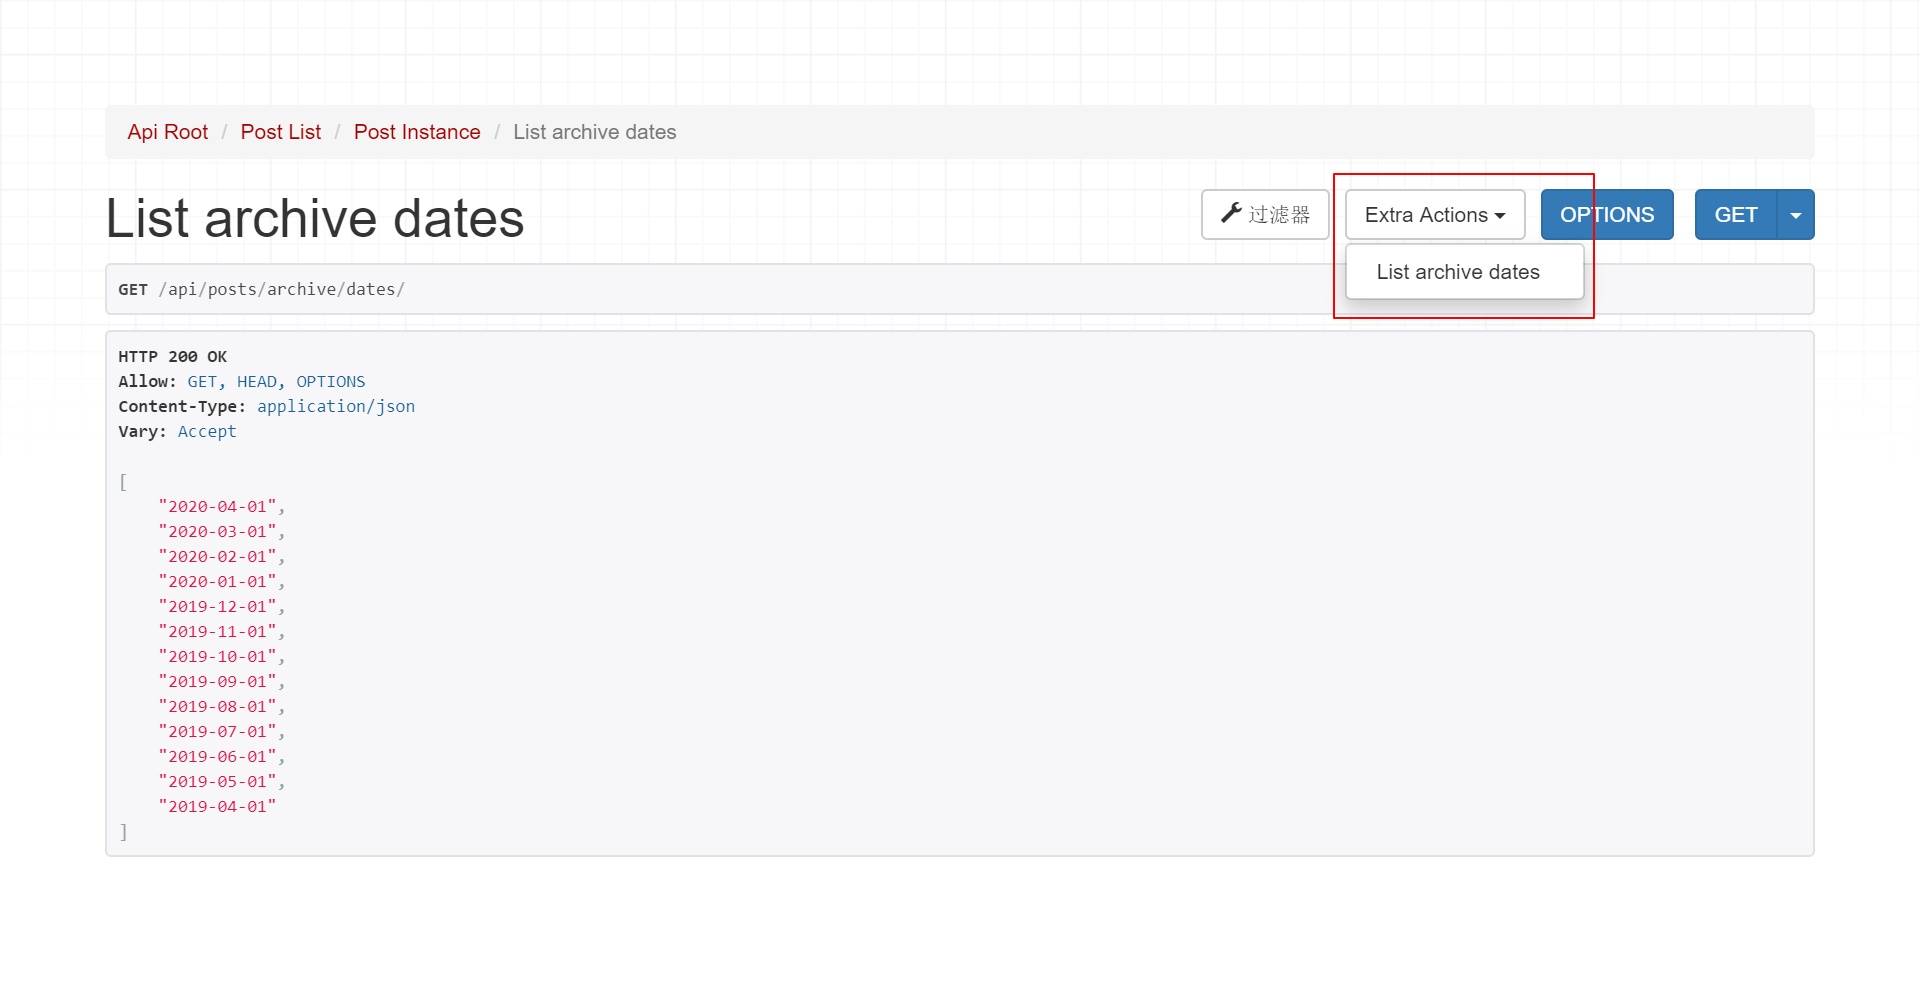 Api Root / Post List / Post Instance / List archive dates
List archive dates
过滤器
Extra Actions
OPTIONS
GET
List archive dates
GET /api/posts/archive/dates/
HTTP 200 OK
Allow: GET, HEAD, OPTIONS
Content-Type: application/json
Vary: Accept
[
"2020-04-01",
"2020-03-01",
"2020-02-01",
"2020-01-01",
"2019-12-01",
"2019-11-01",
"2019-10-01",
"2019-09-01",
"2019-08-01",
"2019-07-01",
"2019-06-01",
"2019-05-01",
"2019-04-01"
]